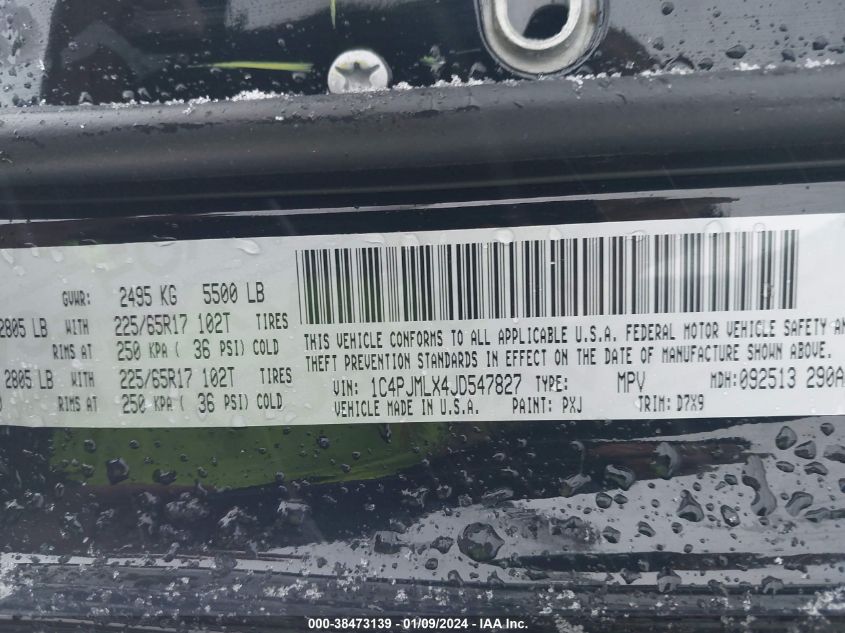 GVWR: 2495 KG 5500 LB
2805 LB WITH 225/65R17 102T TIRES
RIMS AT 250 KPA ( 36 PSI) COLD
2805 LB WITH 225/65R17 102T TIRES
RIMS AT 250 KPA ( 36 PSI) COLD
THIS VEHICLE CONFORMS TO ALL APPLICABLE U.S.A. FEDERAL MOTOR VEHICLE SAFETY AN
THEFT PREVENTION STANDARDS IN EFFECT ON THE DATE OF MANUFACTURE SHOWN ABOVE.
VIN: 1C4PJMLX4JD547827 TYPE: MPV MDH: 092513 290A
VEHICLE MADE IN U.S.A. PAINT: PXJ TRIM: D7X9
000-38473139 - 01/09/2024 - IAA Inc.